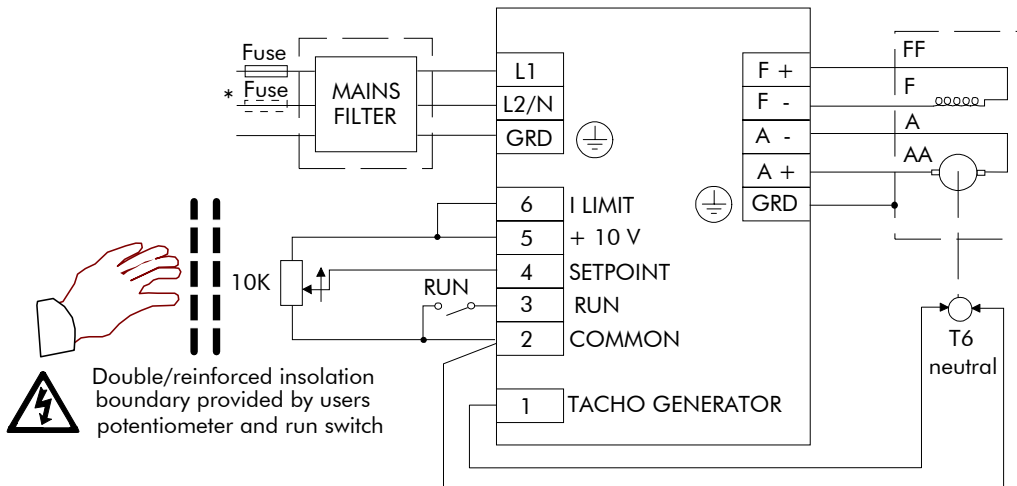 Fuse
* Fuse
MAINS
FILTER
L1
L2/N
GRD
F +
F -
A -
A +
GRD
FF
F
A
AA
6 I LIMIT
5 + 10 V
4 SETPOINT
3 RUN
2 COMMON
1 TACHO GENERATOR
10K
RUN
T6
neutral
Double/reinforced insolation
boundary provided by users
potentiometer and run switch